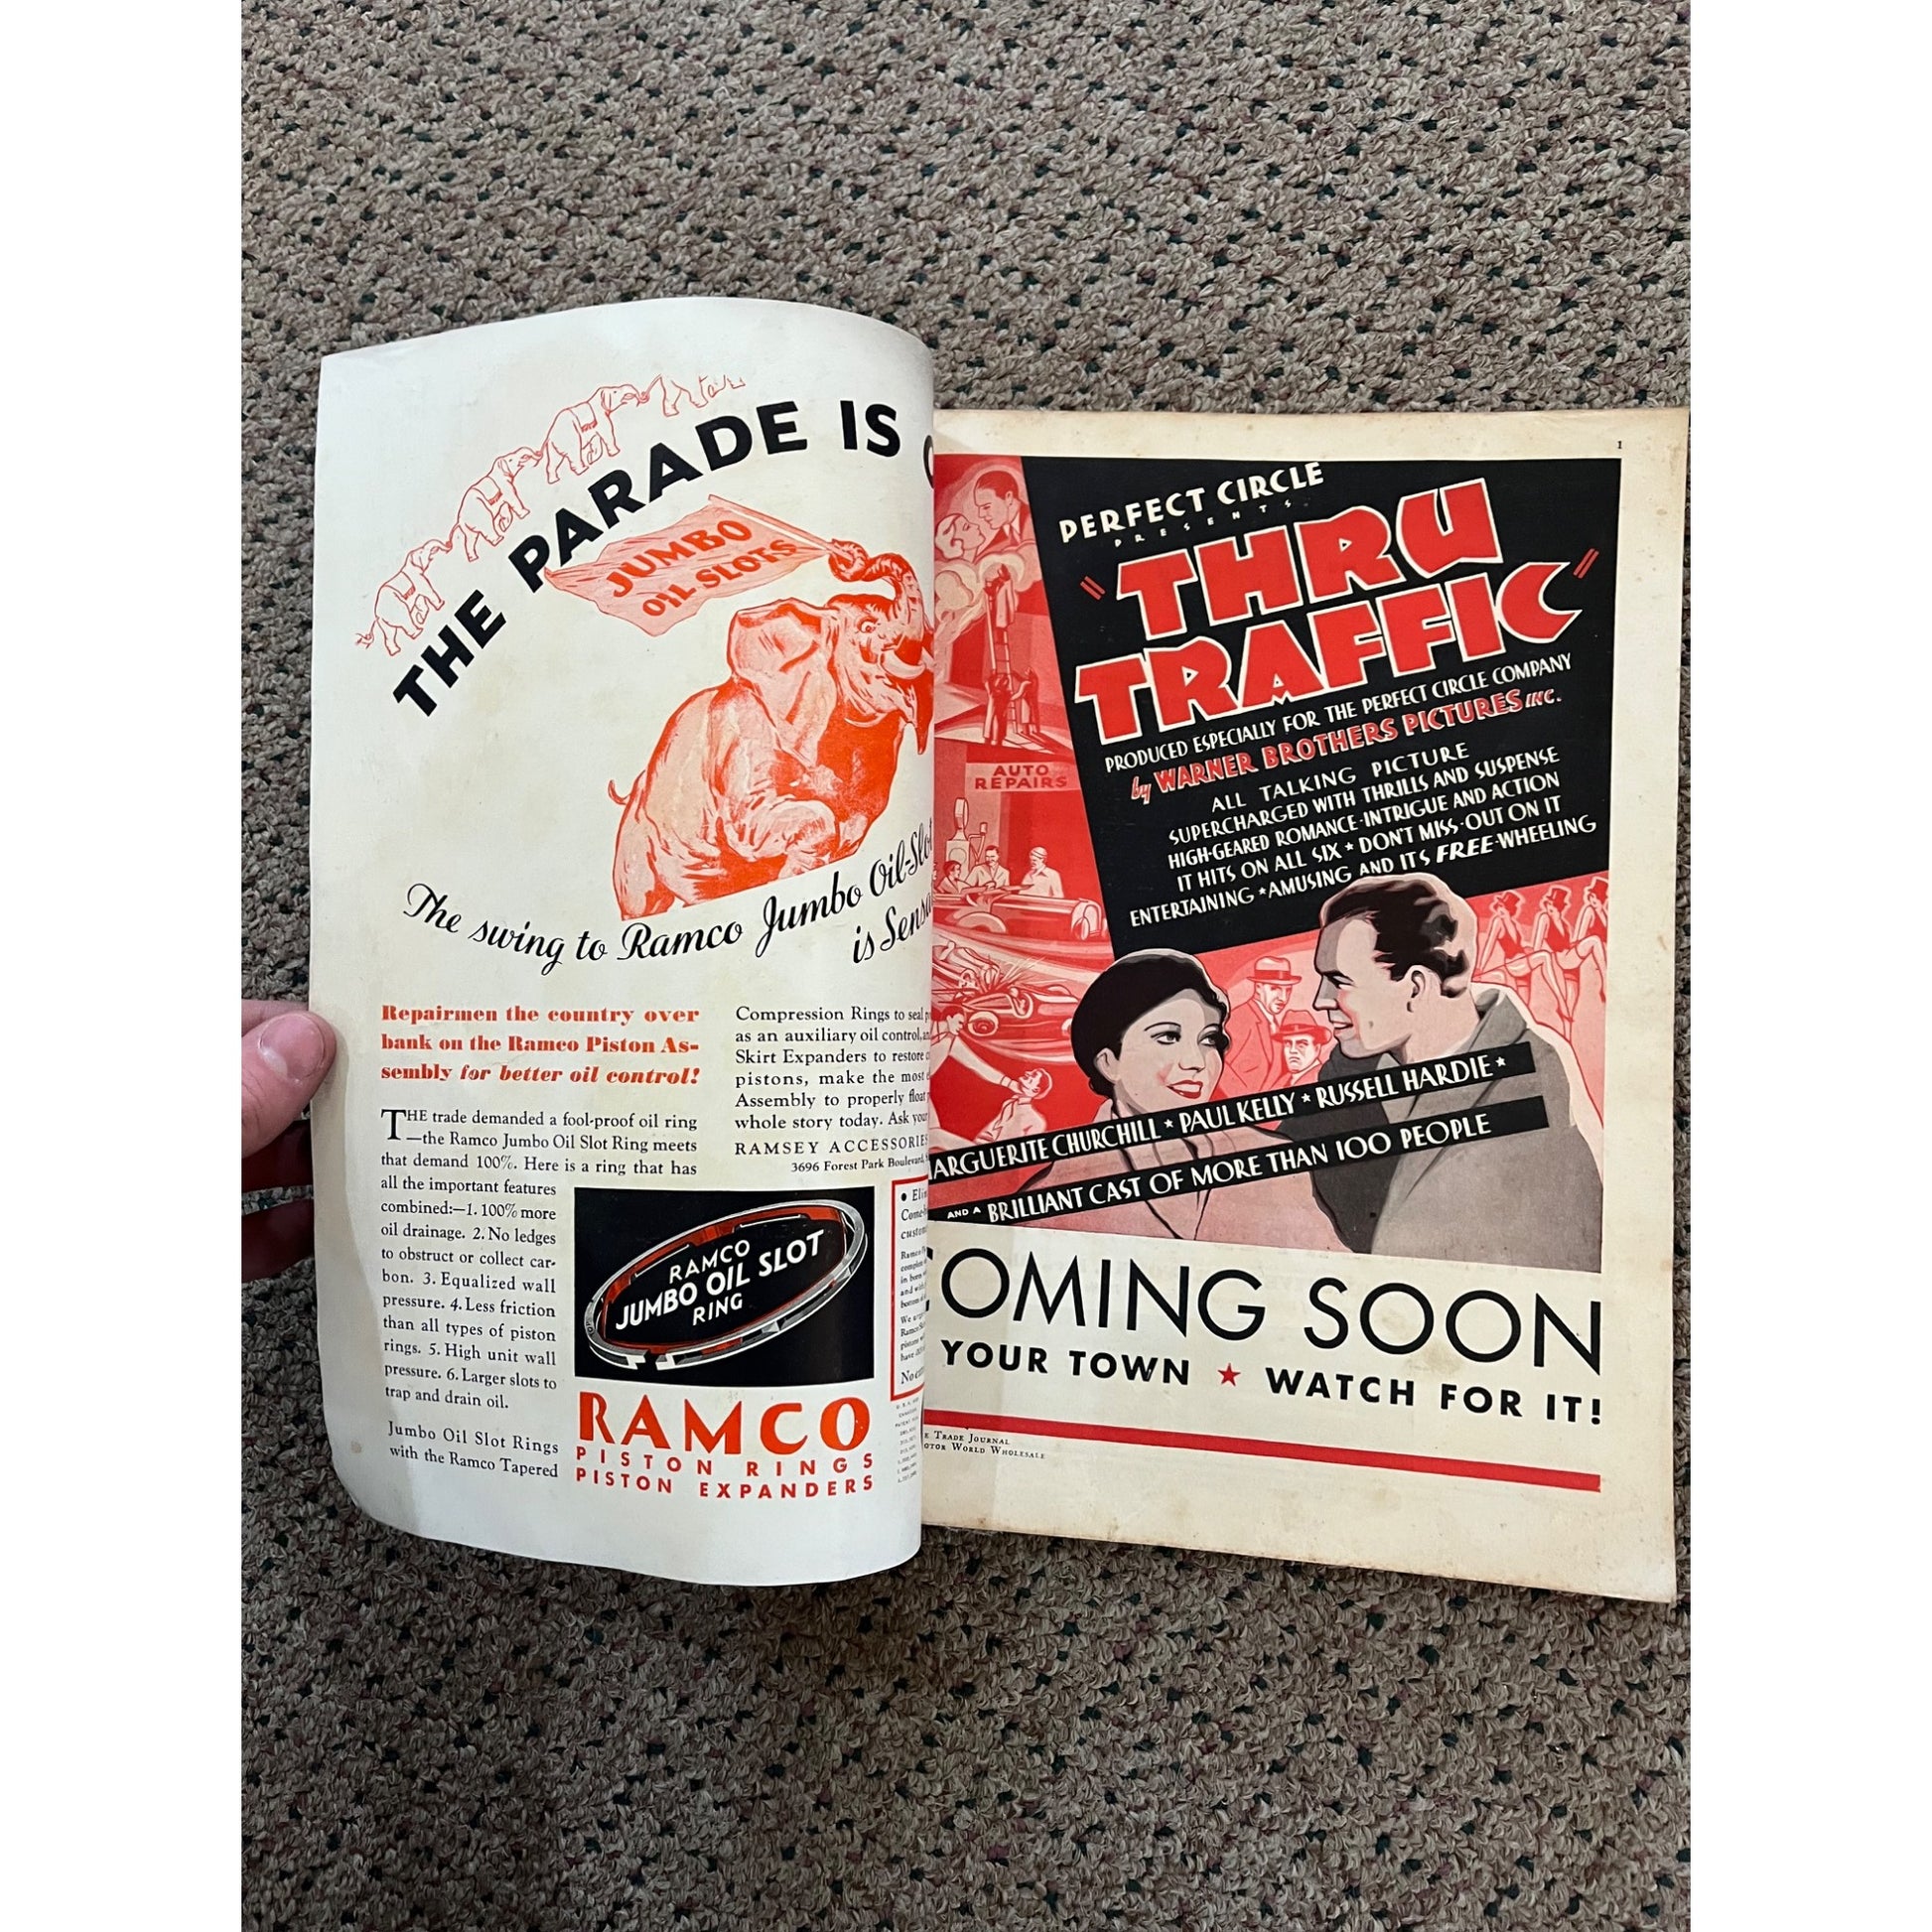 THE PARADE IS
JUMBO
OIL-SLOTS
The swing to Ramco Jumbo Oil-Slot
is
Repairmen the country over
bank on the Ramco Piston As-
sembly for better oil control!
THE trade demanded a fool-proof oil ring
—the Ramco Jumbo Oil Slot Ring meets
that demand 100%. Here is a ring that has
all the important features
combined:—1. 100% more
oil drainage. 2. No ledges
to obstruct or collect car-
bon. 3. Equalized wall
pressure. 4. Less friction
than all types of piston
rings. 5. High unit wall
pressure. 6. Larger slots to
trap and drain oil.
Jumbo Oil Slot Rings
with the Ramco Tapered
Compression Rings to seal
as an auxiliary oil control,
Skirt Expanders to restore
pistons, make the most
Assembly to properly float
whole story today. Ask
RAMSEY ACCESSORIES
3696 Forest Park Boulevard,
RAMCO
JUMBO OIL SLOT
RING
RAMCO
PISTON RINGS
PISTON EXPANDERS
1
PERFECT CIRCLE
PRESENTS
"THRU
TRAFFIC"
PRODUCED ESPECIALLY FOR THE PERFECT CIRCLE COMPANY
by WARNER BROTHERS PICTURES INC.
ALL TALKING PICTURE
SUPERCHARGED WITH THRILLS AND SUSPENSE
HIGH-GEARED ROMANCE·INTRIGUE AND ACTION
IT HITS ON ALL SIX ★ DON'T MISS·OUT ON IT
ENTERTAINING ★ AMUSING AND ITS FREE-WHEELING
AUTO
REPAIRS
ARGUERITE CHURCHILL ★ PAUL KELLY ★ RUSSELL HARDIE ★
AND A BRILLIANT CAST OF MORE THAN 100 PEOPLE
OMING SOON
YOUR TOWN ★ WATCH FOR IT!
TRADE JOURNAL
OTOR WORLD WHOLESALE